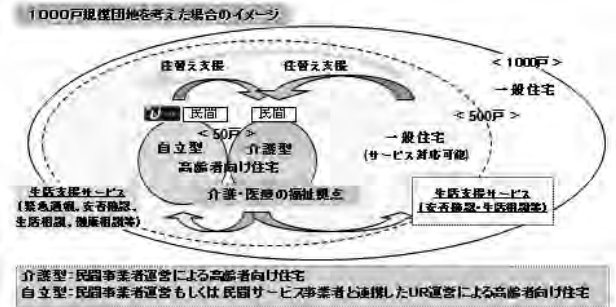 1000戸規模団地を考えた場合のイメージ
住替え支援 住替え支援
<1000戸>
一般住宅
民間 民間
<500戸>
<50戸>
自立型 介護型
高齢者向け住宅
一般住宅
(サービス対応可能)
生活支援サービス
(緊急通報、安否確認、
生活相談、健康相談等)
介護・医療の福祉拠点
生活支援サービス
(安否確認・生活相談等)
介護型:民間事業者運営による高齢者向け住宅
自立型:民間事業者運営もしくは民間サービス事業者と連携したUR運営による高齢者向け住宅